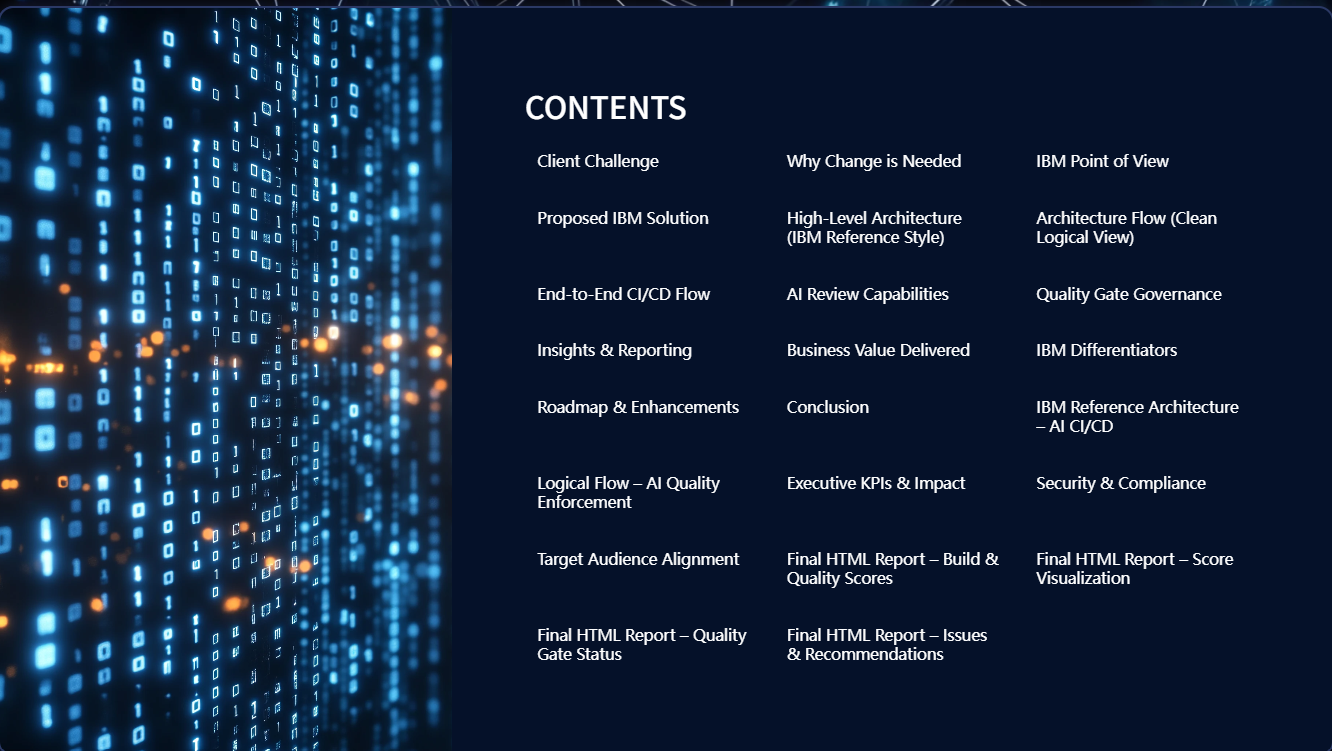 CONTENTS
Client Challenge
Why Change is Needed
IBM Point of View
Proposed IBM Solution
High-Level Architecture
(IBM Reference Style)
Architecture Flow (Clean
Logical View)
End-to-End CI/CD Flow
AI Review Capabilities
Quality Gate Governance
Insights & Reporting
Business Value Delivered
IBM Differentiators
Roadmap & Enhancements
Conclusion
IBM Reference Architecture
– AI CI/CD
Logical Flow – AI Quality
Enforcement
Executive KPIs & Impact
Security & Compliance
Target Audience Alignment
Final HTML Report – Build &
Quality Scores
Final HTML Report – Score
Visualization
Final HTML Report – Quality
Gate Status
Final HTML Report – Issues
& Recommendations